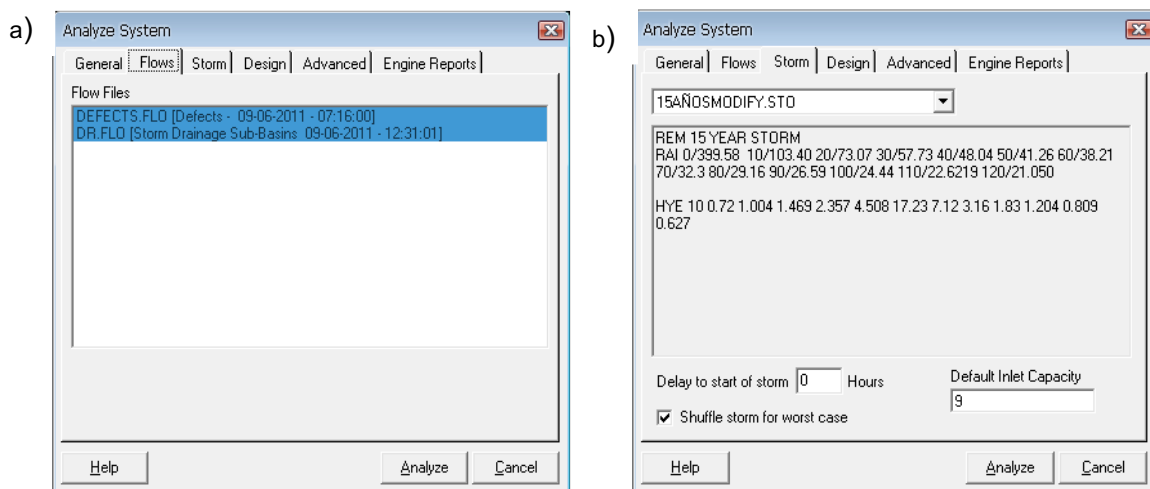 a)
Analyze System
General Flows Storm Design Advanced Engine Reports
Flow Files
DEFECTS.FLO [Defects - 09-06-2011 - 07:16:00]
DR.FLO [Storm Drainage Sub-Basins 09-06-2011 - 12:31:01]
Help Analyze Cancel
b)
Analyze System
General Flows Storm Design Advanced Engine Reports
15AÑOSMODIFY.STO
REM 15 YEAR STORM
RAI 0/399.58 10/103.40 20/73.07 30/57.73 40/48.04 50/41.26 60/38.21
70/32.3 80/29.16 90/26.59 100/24.44 110/22.6219 120/21.050
HYE 10 0.72 1.004 1.469 2.357 4.508 17.23 7.12 3.16 1.83 1.204 0.809
0.627
Delay to start of storm 0 Hours
Default Inlet Capacity
9
Shuffle storm for worst case
Help Analyze Cancel